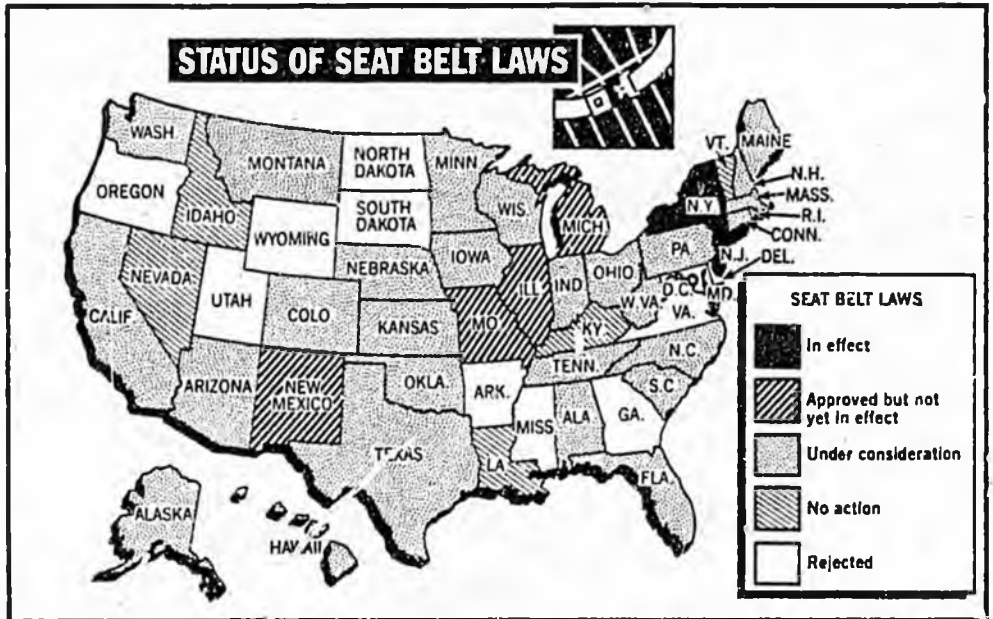 STATUS OF SEAT BELT LAWS
WASH
MONTANA
NORTH
DAKOTA
MINN
VT.
MAINE
OREGON
IDAHO
SOUTH
DAKOTA
WIS.
MICH
N.Y
N.H.
MASS.
R.I.
CONN.
WYOMING
NEVADA
NEBRASKA
IOWA
PA
N.J.
DEL.
UTAH
COLO
CALIF.
KANSAS
MO
ILL
IND
OHIO
W.VA
D.C.
MD.
VA.
KY.
ARIZONA
NEW
MEXICO
OKLA.
ARK.
TENN.
N.C.
S.C.
TEXAS
LA
MISS
ALA
GA.
FLA.
ALASKA
HAWAII
SEAT BELT LAWS
In effect
Approved but not
yet in effect
Under consideration
No action
Rejected